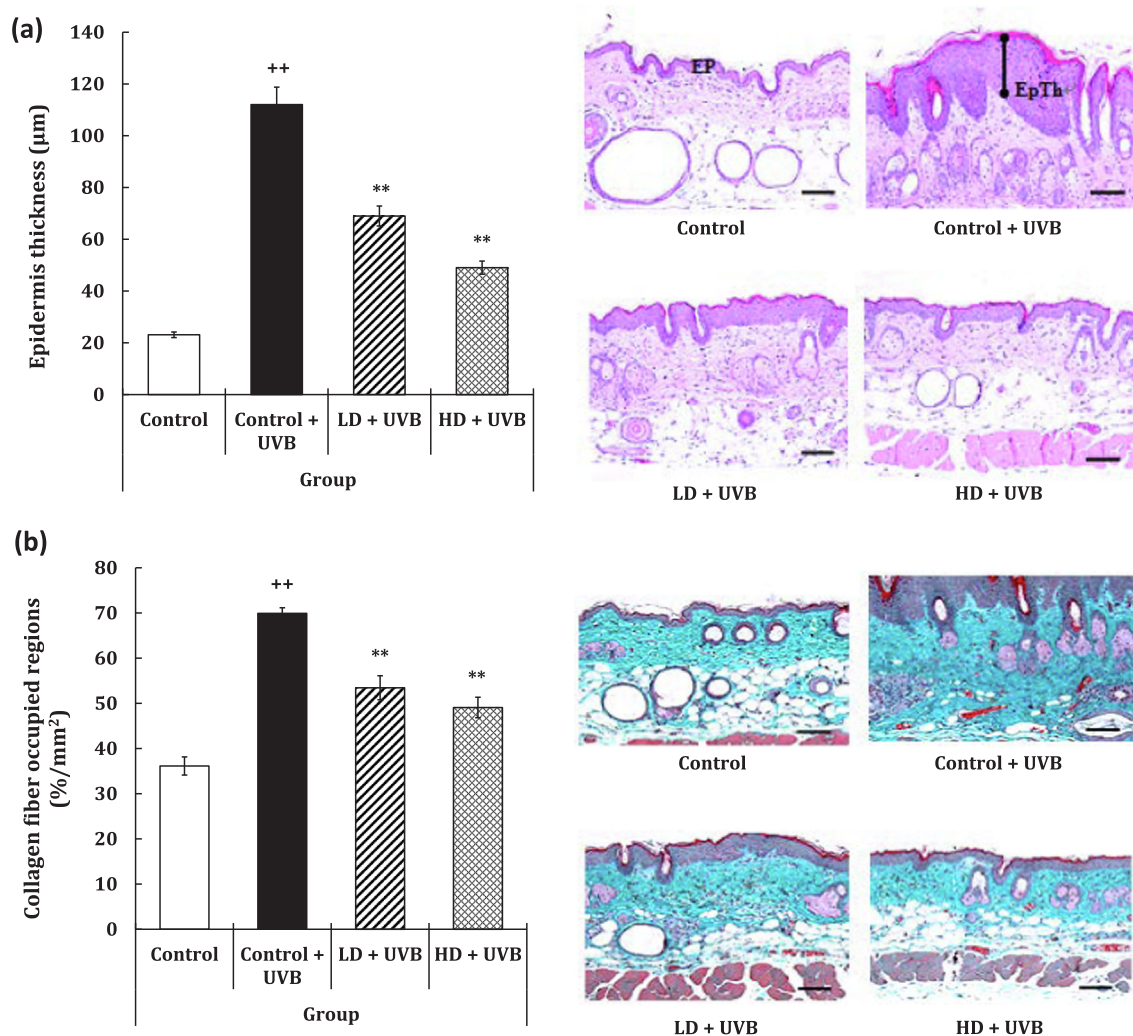 (a)
Epidermis thickness (µm)
140
120
100
80
60
40
20
0
++
**
**
Control
Control +
UVB
LD + UVB
HD + UVB
Group
EP
EpTh
Control
Control + UVB
LD + UVB
HD + UVB
(b)
Collagen fiber occupied regions
(%/mm²)
80
70
60
50
40
30
20
10
0
++
**
**
Control
Control +
UVB
LD + UVB
HD + UVB
Group
Control
Control + UVB
LD + UVB
HD + UVB